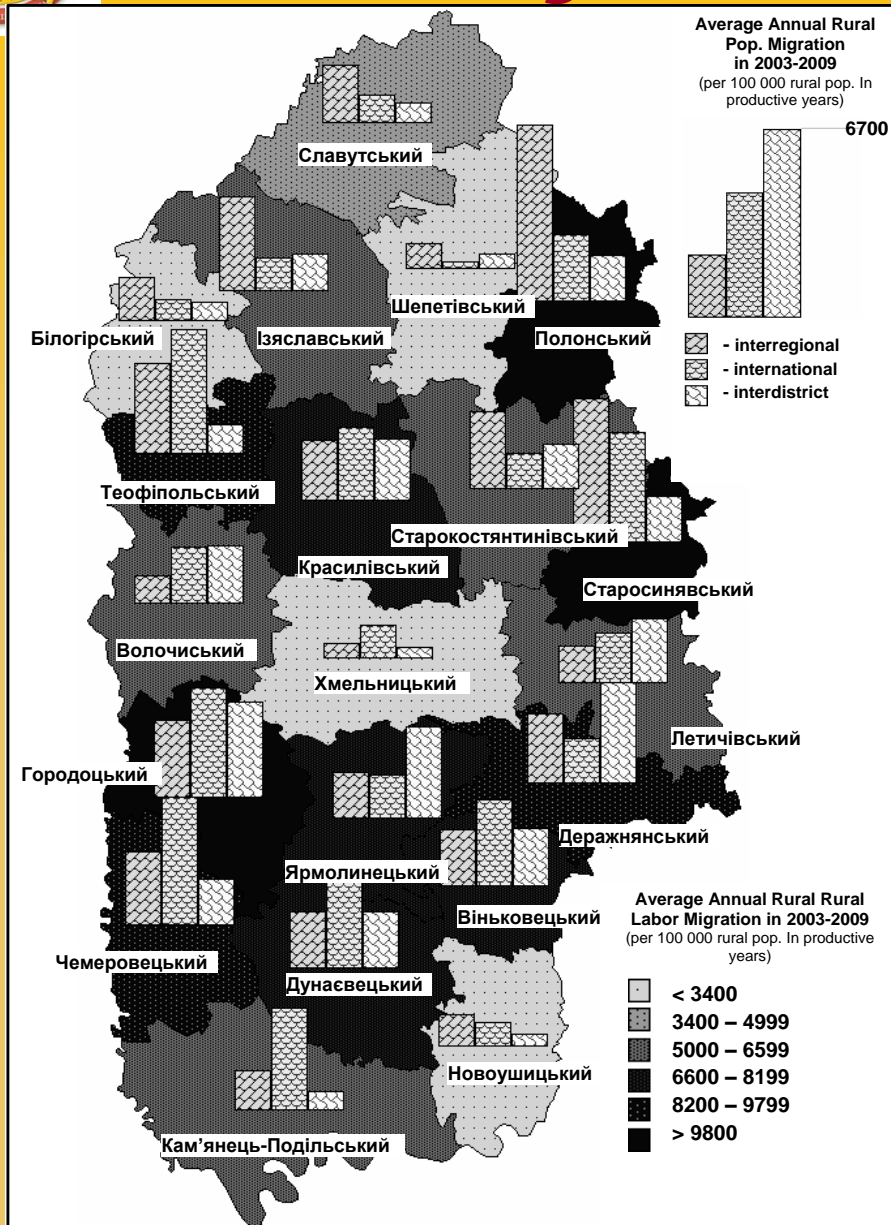 Average Annual Rural
Pop. Migration
in 2003-2009
(per 100 000 rural pop. In
productive years)
6700
- interregional
- international
- interdistrict
Славутський
Шепетівський
Полонський
Білогірський
Ізяславський
Теофіпольський
Старокостянтинівський
Красилівський
Старосинявський
Волочиський
Хмельницький
Летичівський
Городоцький
Деражнянський
Ярмолинецький
Віньковецький
Чемеровецький
Дунаєвецький
Новоушицький
Кам’янець-Подільський
Average Annual Rural Rural
Labor Migration in 2003-2009
(per 100 000 rural pop. In productive
years)
< 3400
3400 – 4999
5000 – 6599
6600 – 8199
8200 – 9799
> 9800